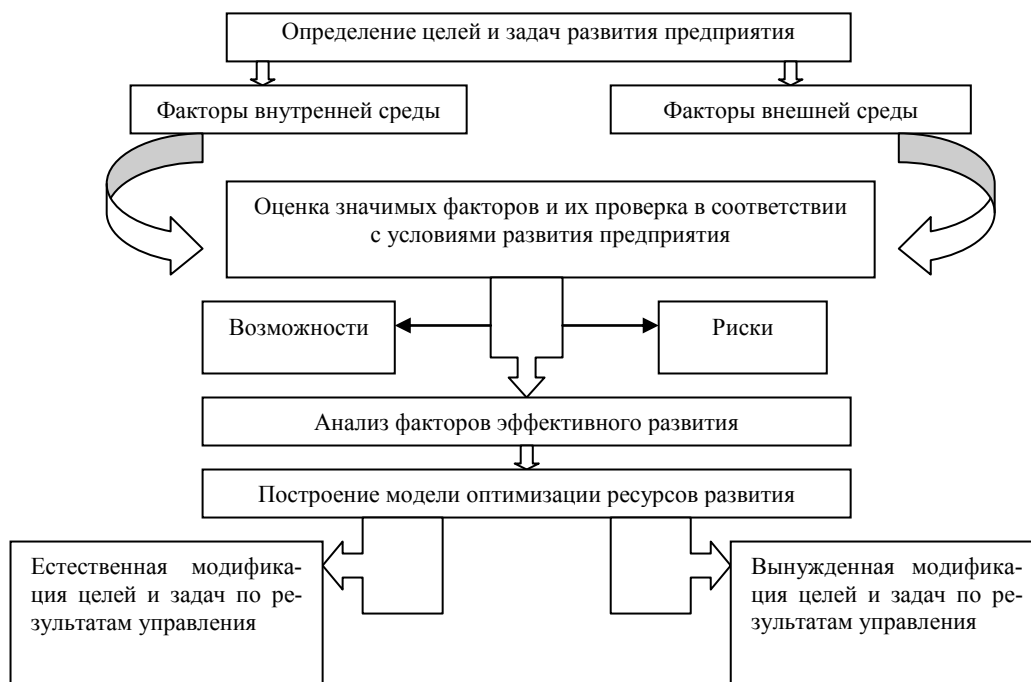 Определение целей и задач развития предприятия
Факторы внутренней среды
Факторы внешней среды
Оценка значимых факторов и их проверка в соответствии
с условиями развития предприятия
Возможности
Риски
Анализ факторов эффективного развития
Построение модели оптимизации ресурсов развития
Естественная модифика-
ция целей и задач по ре-
зультатам управления
Вынужденная модифика-
ция целей и задач по ре-
зультатам управления